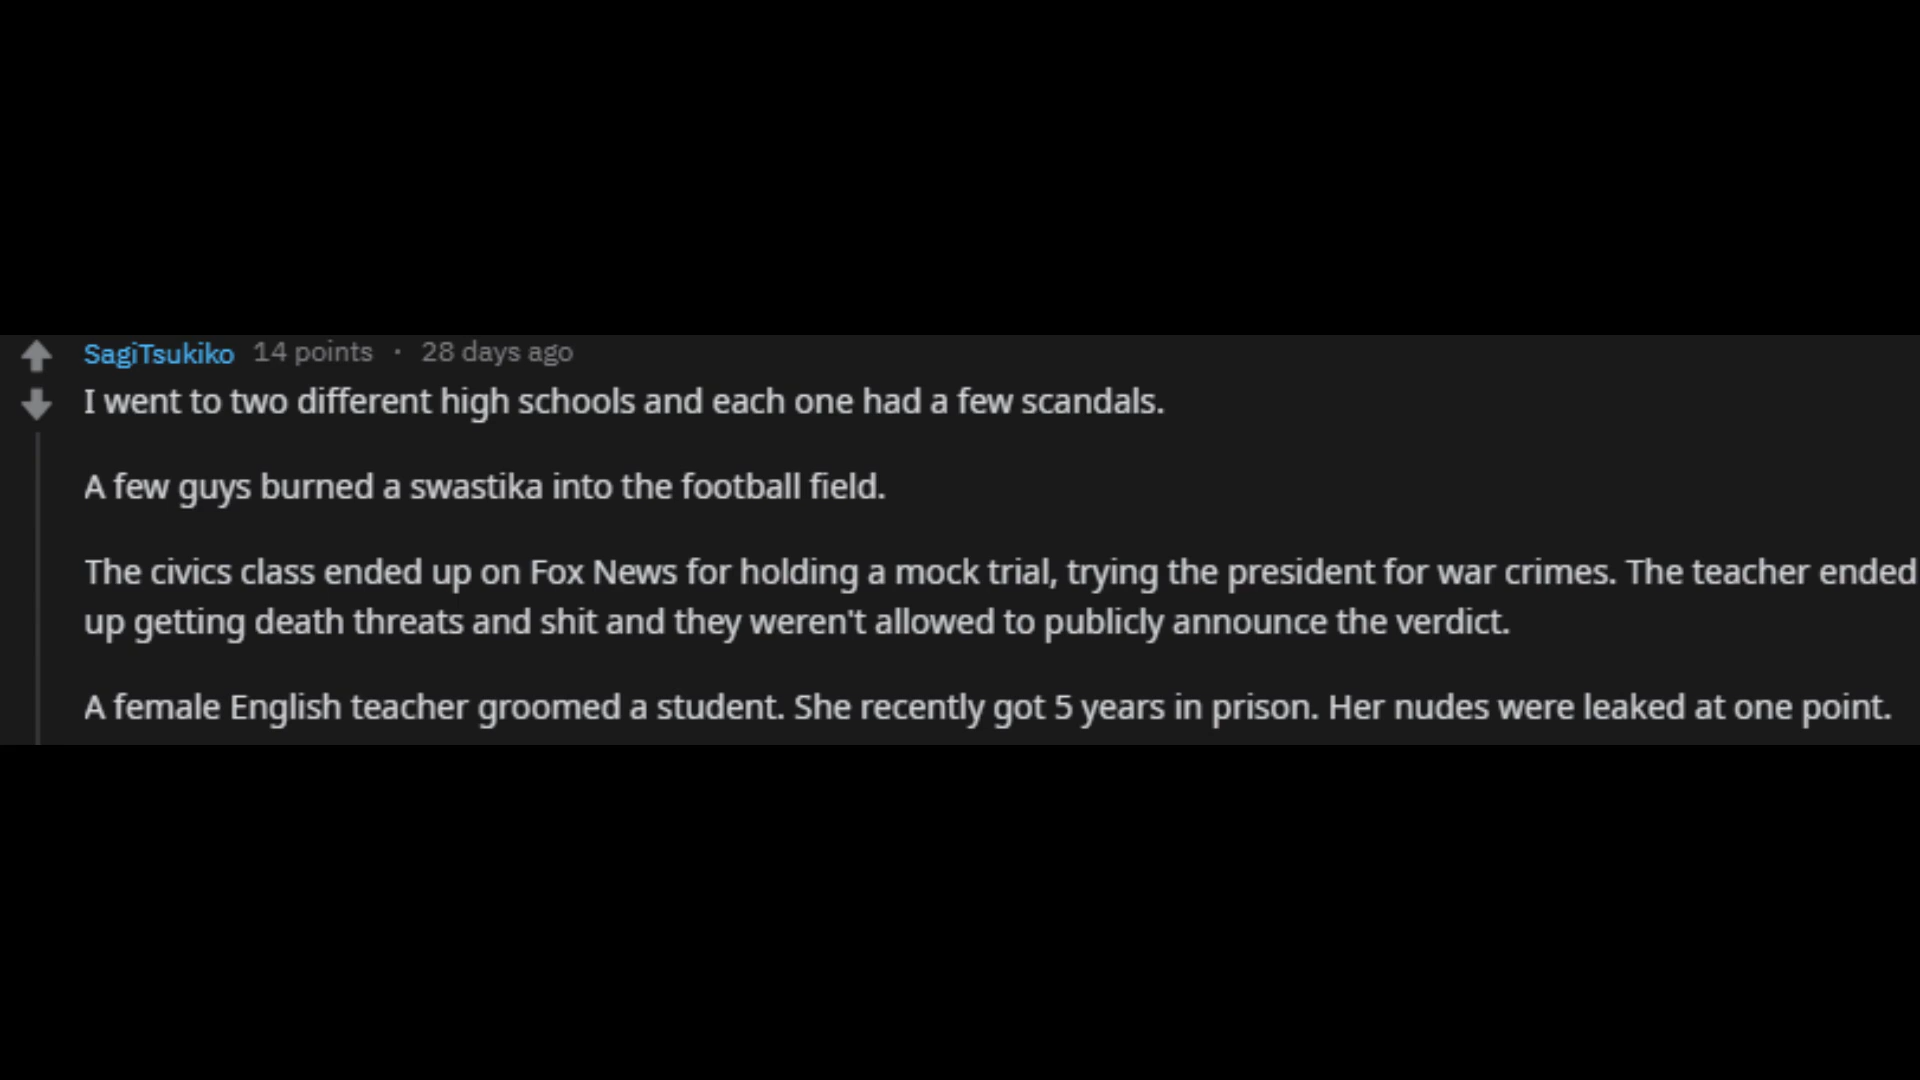 SagiTsukiko 14 points · 28 days ago
I went to two different high schools and each one had a few scandals.
A few guys burned a swastika into the football field.
The civics class ended up on Fox News for holding a mock trial, trying the president for war crimes. The teacher ended
up getting death threats and shit and they weren't allowed to publicly announce the verdict.
A female English teacher groomed a student. She recently got 5 years in prison. Her nudes were leaked at one point.